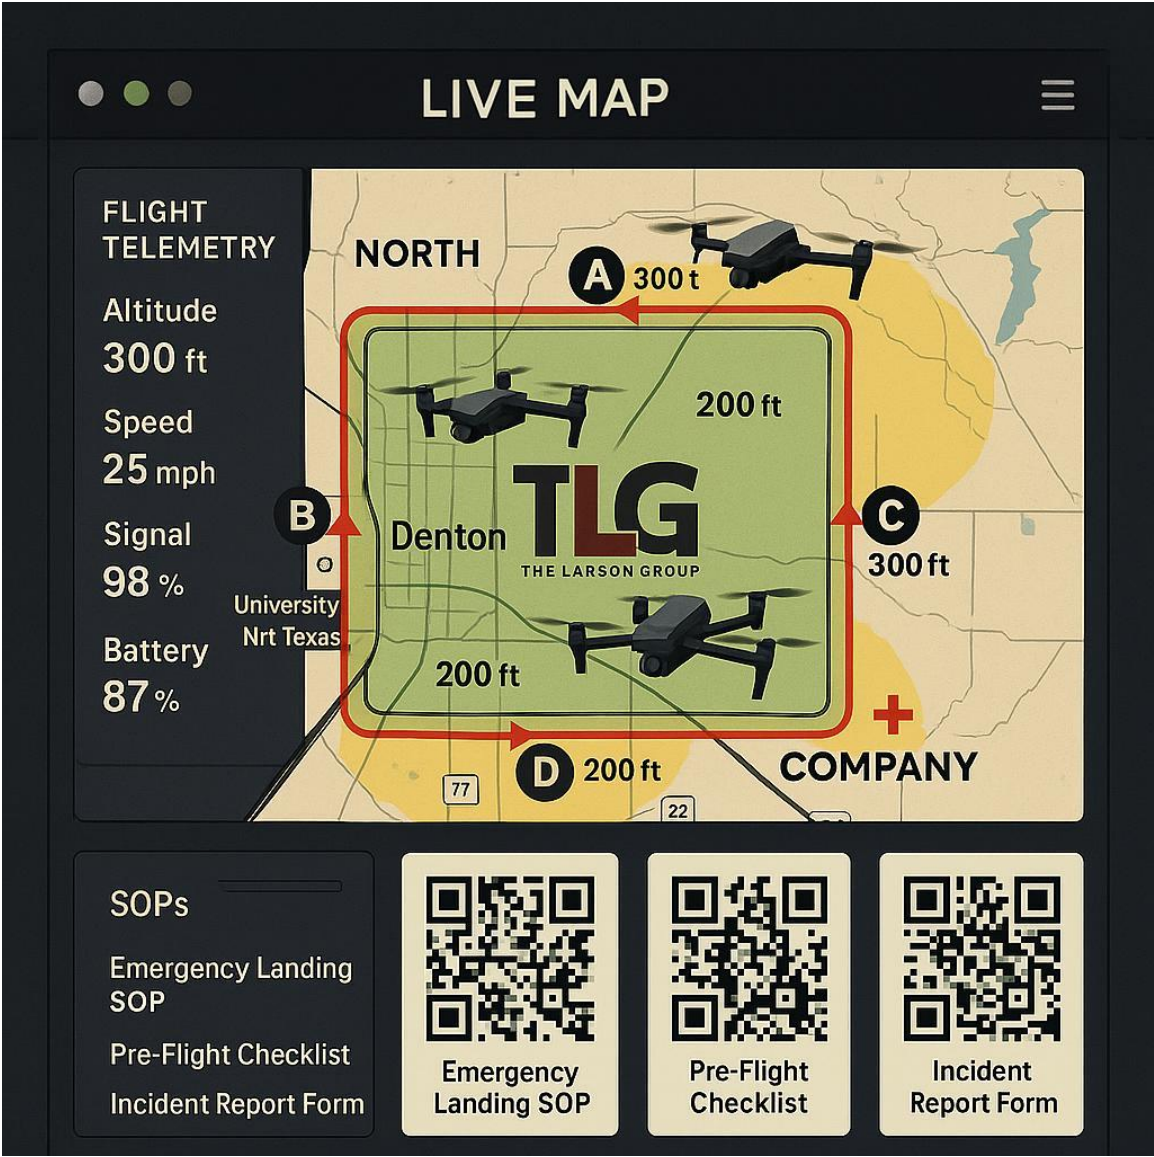 LIVE MAP
FLIGHT
TELEMETRY
Altitude
300 ft
Speed
25 mph
Signal
98 %
Battery
87 %
NORTH
A 300 t
200 ft
B
Denton
TLG
THE LARSON GROUP
C
300 ft
University
Nrt Texas
200 ft
D 200 ft
COMPANY
77
22
SOPs
Emergency Landing
SOP
Pre-Flight Checklist
Incident Report Form
Emergency
Landing SOP
Pre-Flight
Checklist
Incident
Report Form